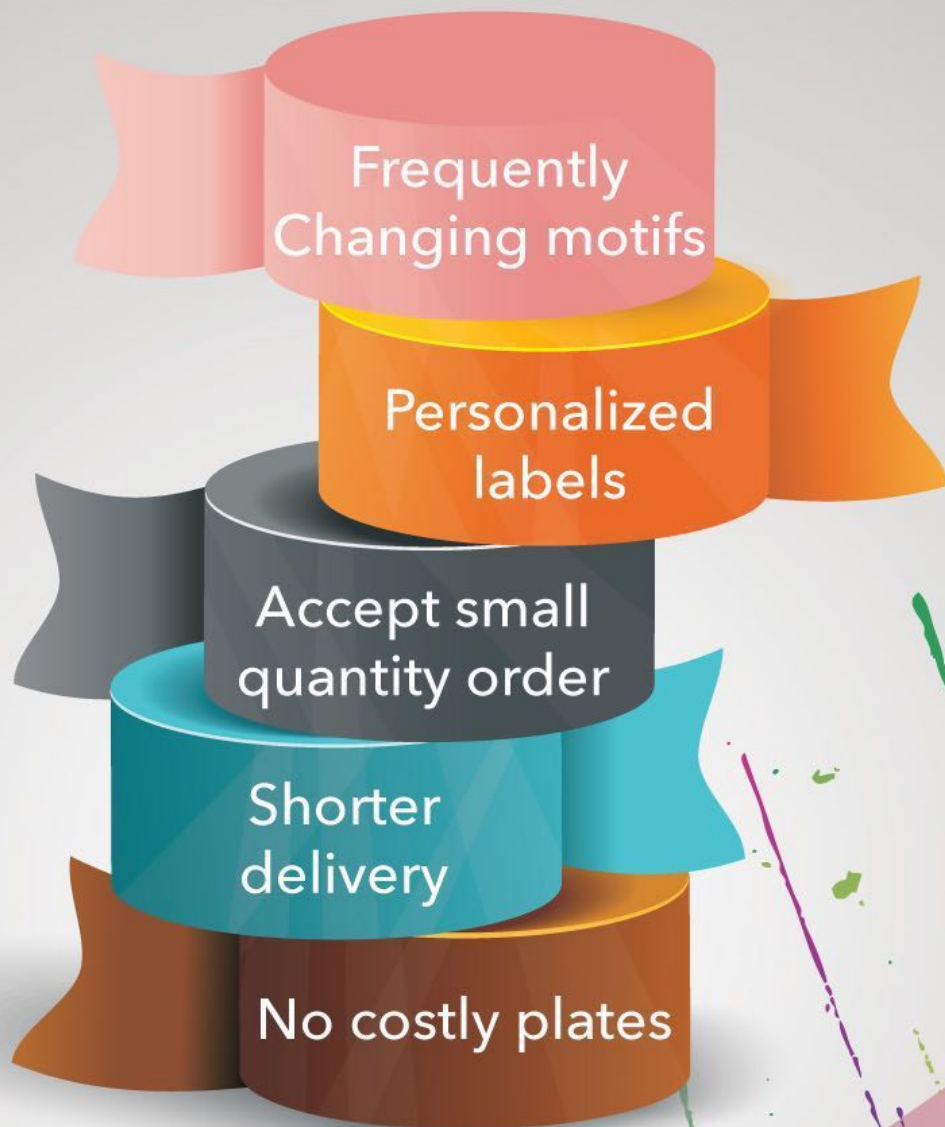 Frequently
Changing motifs
Personalized
labels
Accept small
quantity order
Shorter
delivery
No costly plates